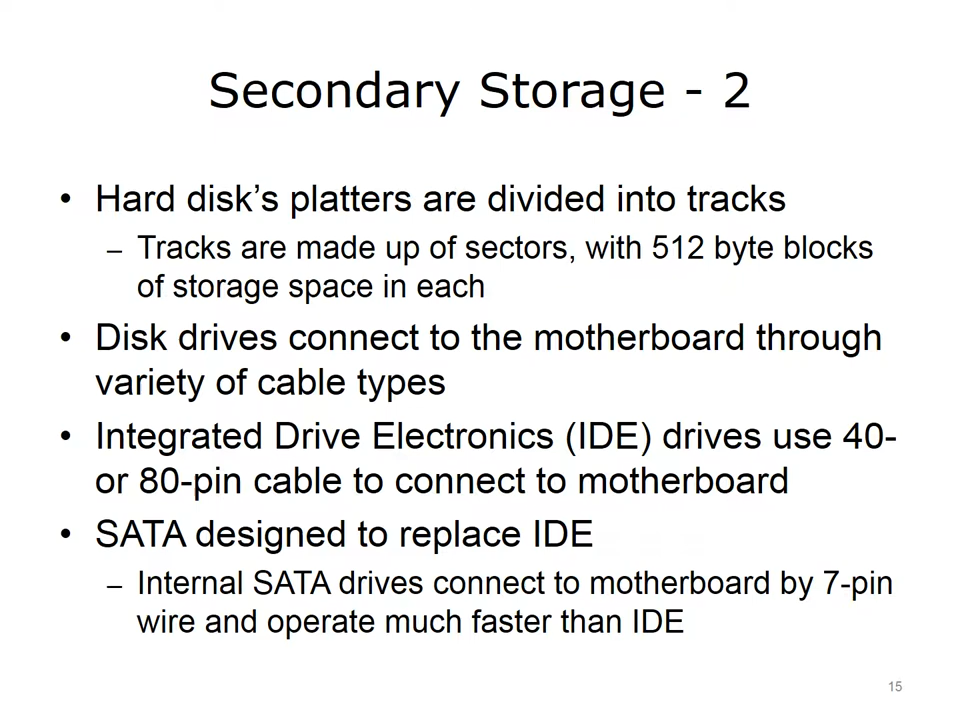 Secondary Storage - 2
• Hard disk’s platters are divided into tracks
– Tracks are made up of sectors, with 512 byte blocks
of storage space in each
• Disk drives connect to the motherboard through
variety of cable types
• Integrated Drive Electronics (IDE) drives use 40-
or 80-pin cable to connect to motherboard
• SATA designed to replace IDE
– Internal SATA drives connect to motherboard by 7-pin
wire and operate much faster than IDE
15